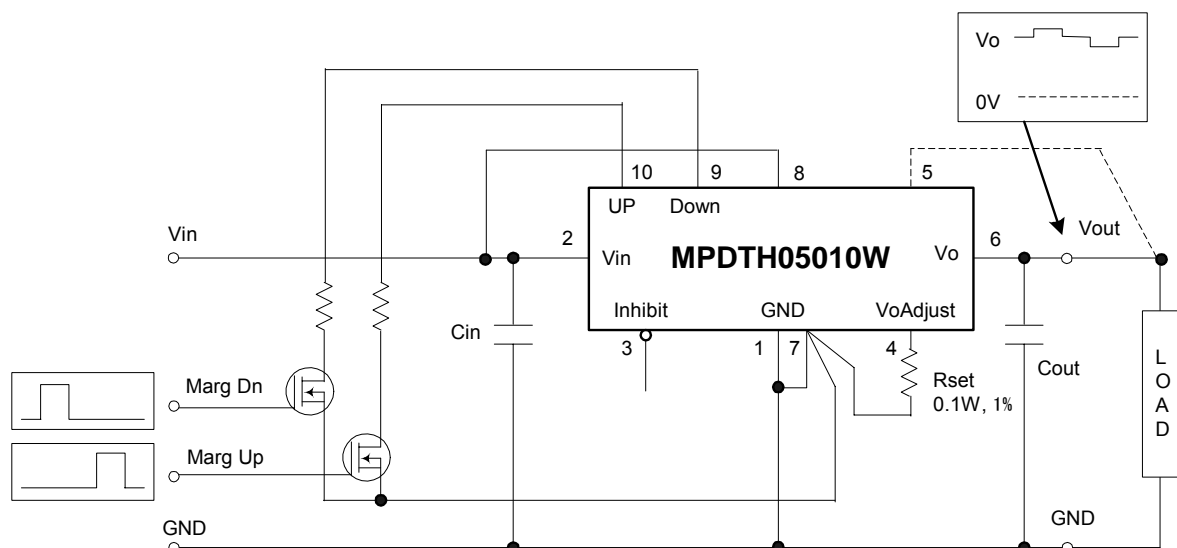 Vo
0V
10
9
8
5
UP
Down
Vin
2
Vin
MPDTH05010W
Vo
6
Vout
Inhibit
GND
VoAdjust
Cin
3
1
7
4
Rset
0.1W, 1%
Cout
LOAD
Marg Dn
Marg Up
GND
GND